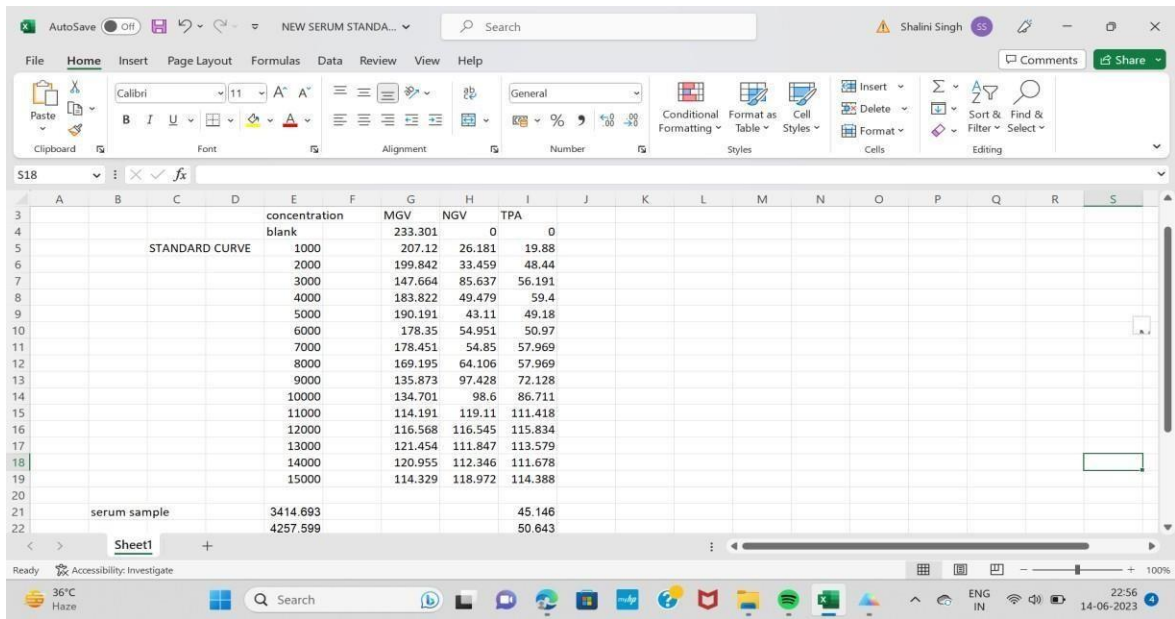 AutoSave Off NEW SERUM STANDA... Search Shalini Singh SS
File Home Insert Page Layout Formulas Data Review View Help Comments Share
Paste Calibri 11 A^ A˅ General Conditional Formatting Format as Table Cell Styles Insert Delete Format Sort & Filter Find & Select
B I U A % 9
Clipboard Font Alignment Number Styles Cells Editing
S18 fx
A B C D E F G H I J K L M N O P Q R S
3 concentration MGV NGV TPA
4 blank 233.301 0 0
5 STANDARD CURVE 1000 207.12 26.181 19.88
6 2000 199.842 33.459 48.44
7 3000 147.664 85.637 56.191
8 4000 183.822 49.479 59.4
9 5000 190.191 43.11 49.18
10 6000 178.35 54.951 50.97
11 7000 178.451 54.85 57.969
12 8000 169.195 64.106 57.969
13 9000 135.873 97.428 72.128
14 10000 134.701 98.6 86.711
15 11000 114.191 119.11 111.418
16 12000 116.568 116.545 115.834
17 13000 121.454 111.847 113.579
18 14000 120.955 112.346 111.678
19 15000 114.329 118.972 114.388
20
21 serum sample 3414.693 45.146
22 4257.599 50.643
Sheet1
Ready Accessibility: Investigate 100%
36°C Haze Search myhp ENG IN 22:56 14-06-2023 4